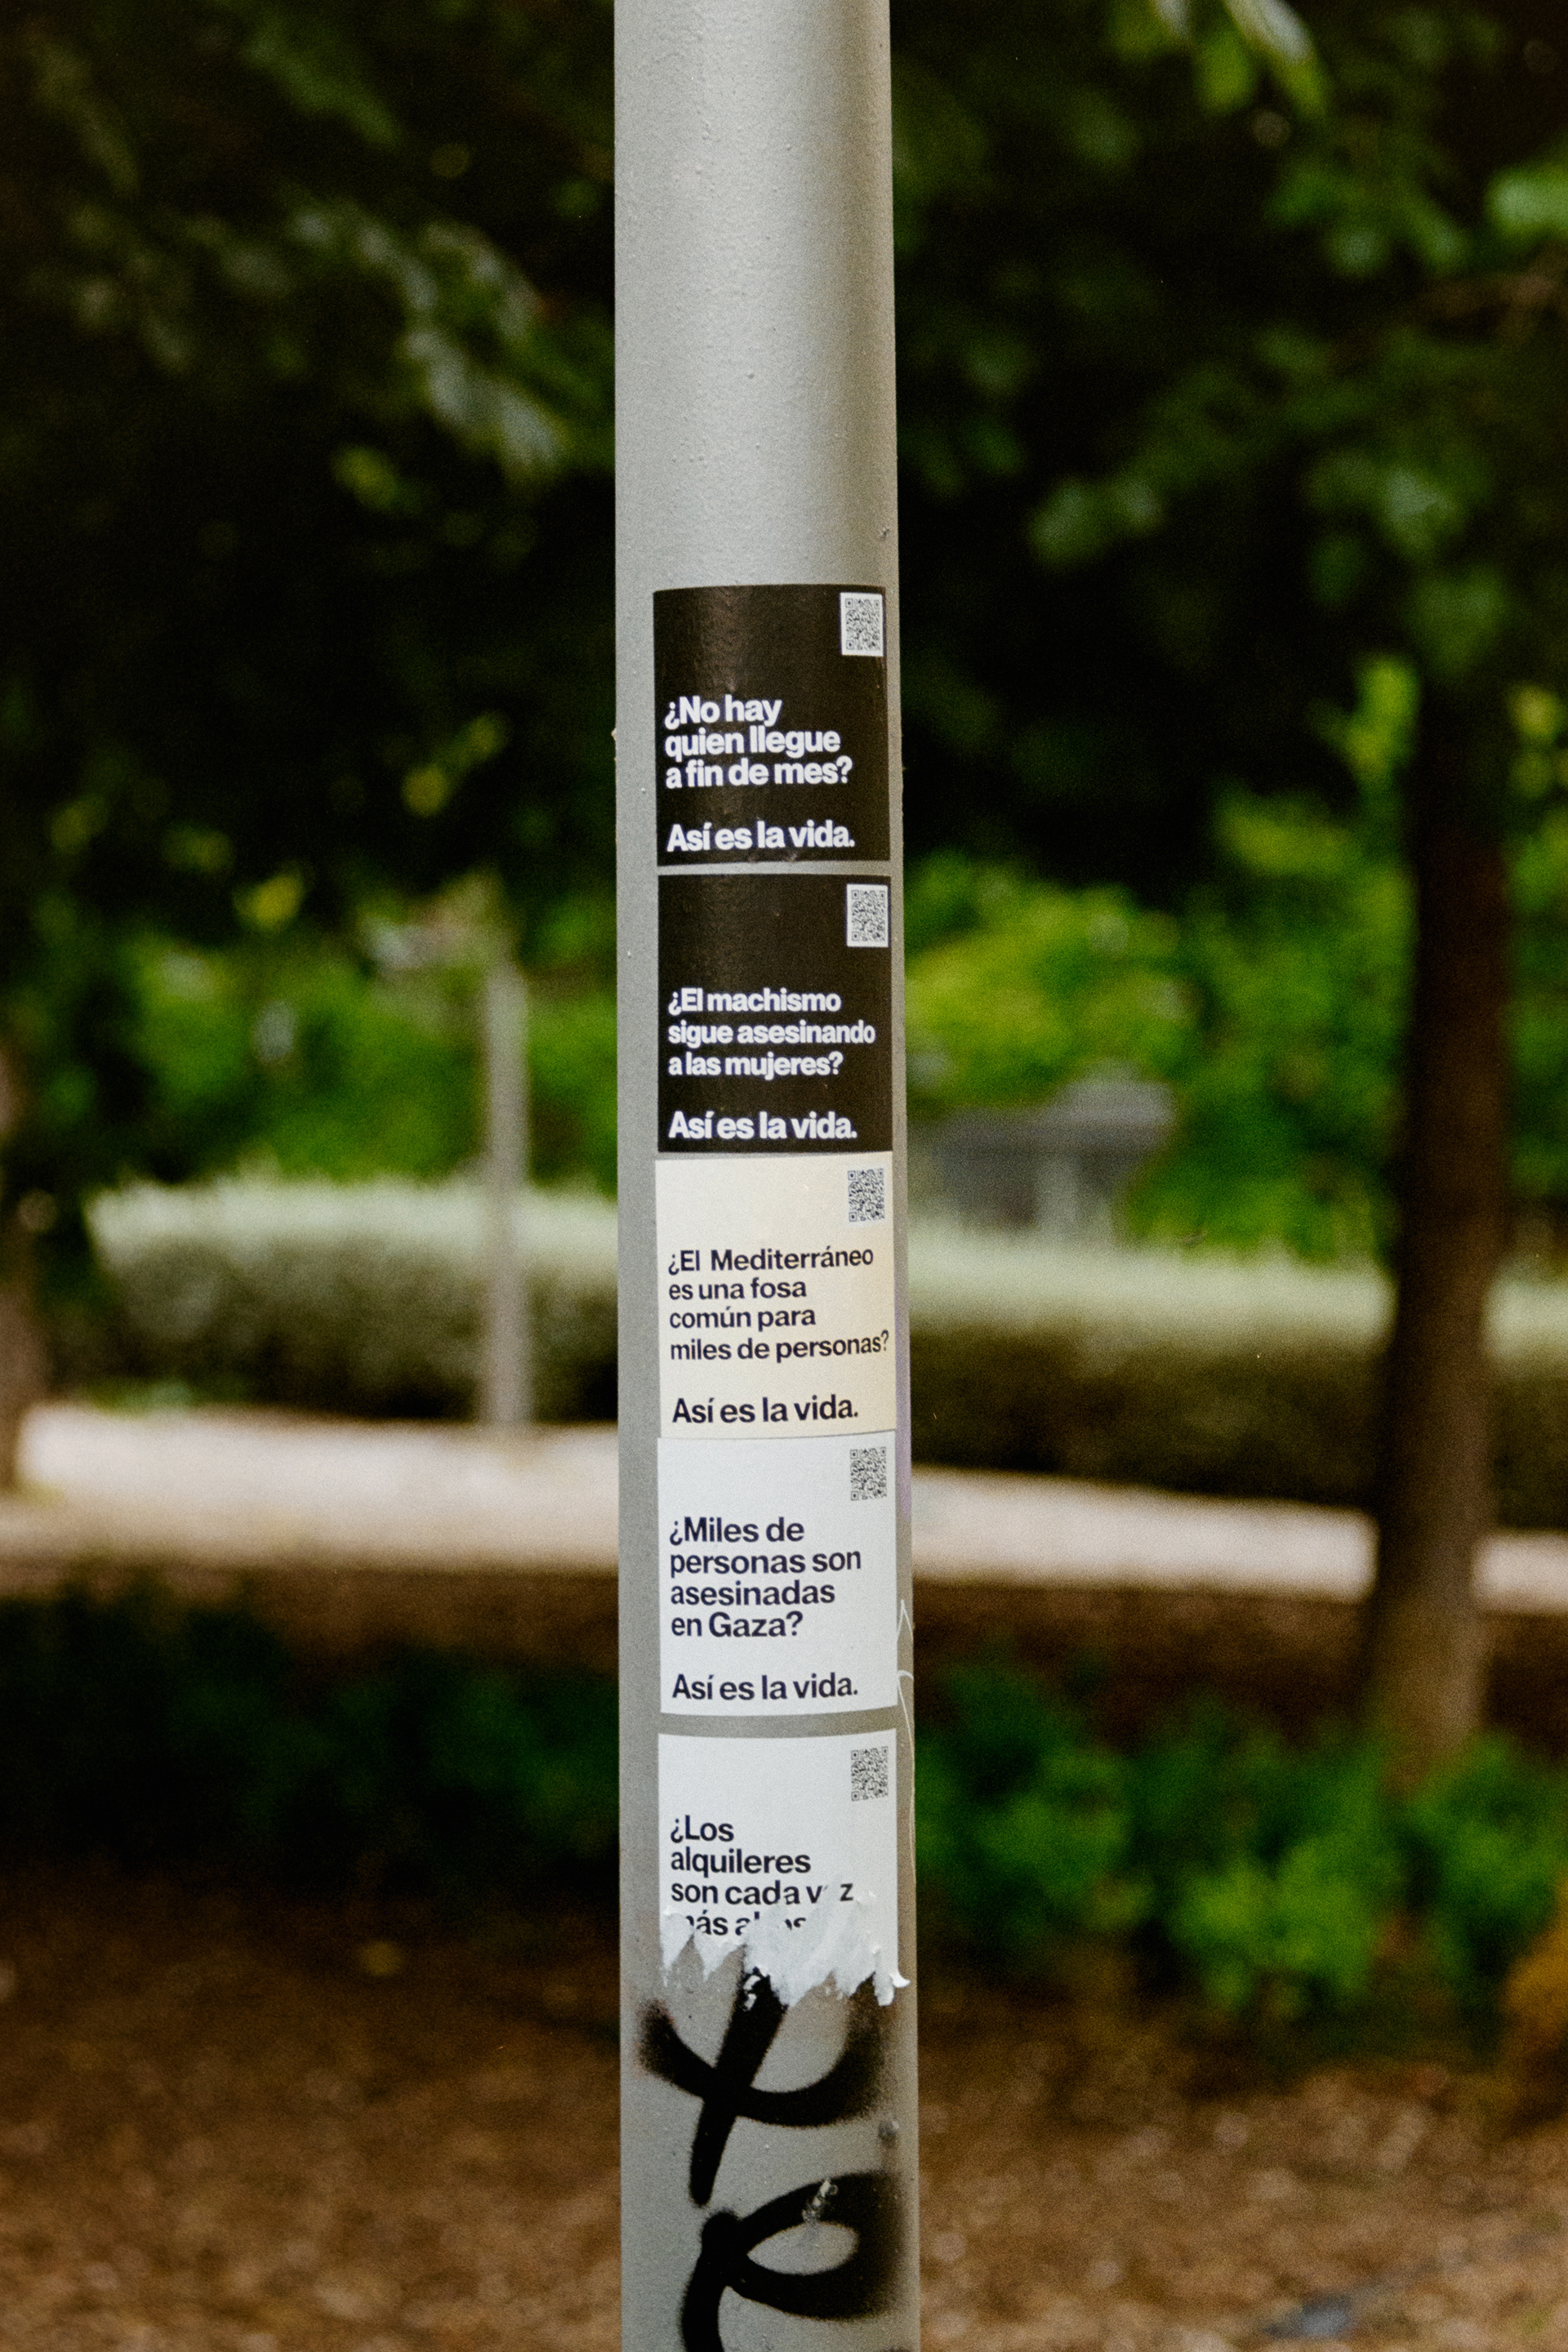 ¿No hay
quien llegue
a fin de mes?
Así es la vida.
¿El machismo
sigue asesinando
a las mujeres?
Así es la vida.
¿El Mediterráneo
es una fosa
común para
miles de personas?
Así es la vida.
¿Miles de
personas son
asesinadas
en Gaza?
Así es la vida.
¿Los
alquileres
son cada vez
más